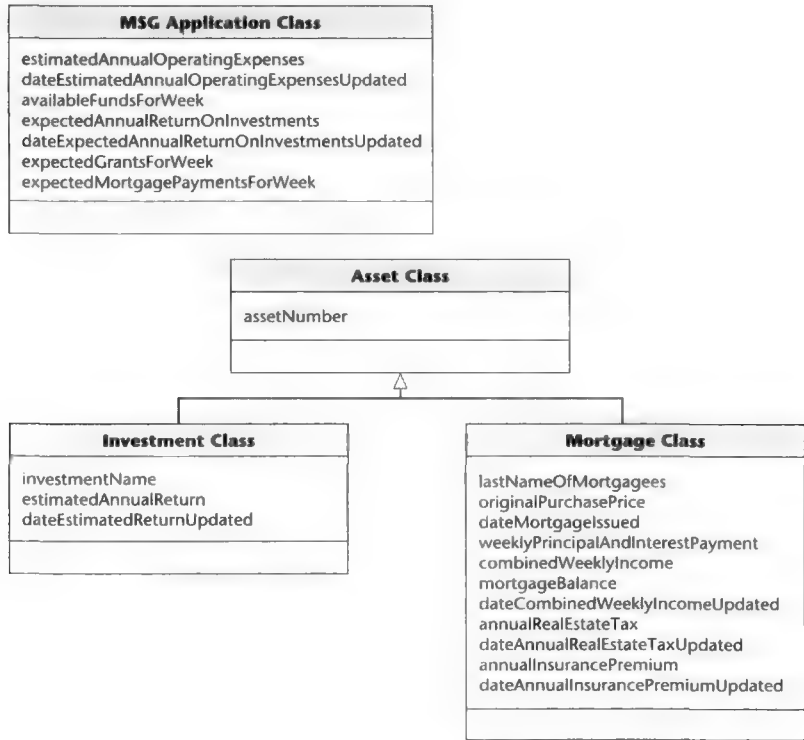 MSG Application Class
estimatedAnnualOperatingExpenses
dateEstimatedAnnualOperatingExpensesUpdated
availableFundsForWeek
expectedAnnualReturnOnInvestments
dateExpectedAnnualReturnOnInvestmentsUpdated
expectedGrantsForWeek
expectedMortgagePaymentsForWeek
Asset Class
assetNumber
Investment Class
investmentName
estimatedAnnualReturn
dateEstimatedReturnUpdated
Mortgage Class
lastNameOfMortgagees
originalPurchasePrice
dateMortgageIssued
weeklyPrincipalAndInterestPayment
combinedWeeklyIncome
mortgageBalance
dateCombinedWeeklyIncomeUpdated
annualRealEstateTax
dateAnnualRealEstateTaxUpdated
annualInsurancePremium
dateAnnualInsurancePremiumUpdated